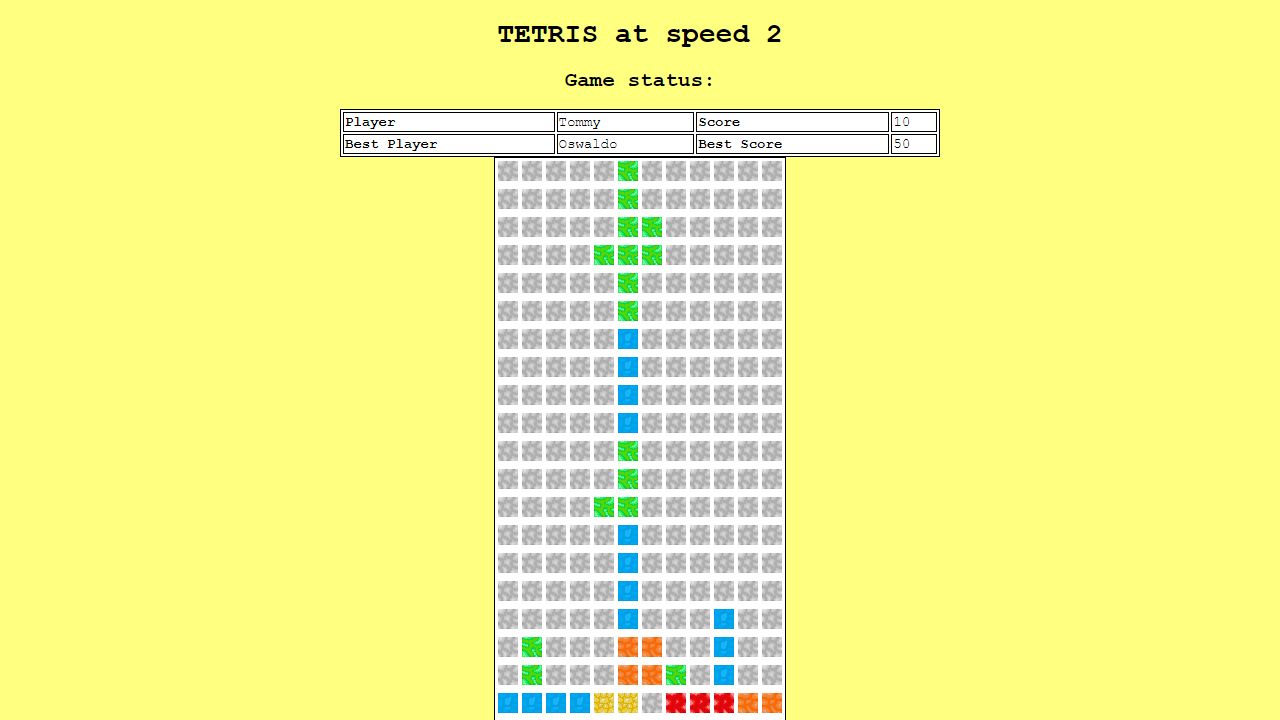 TETRIS at speed 2
Game status:
Player Tommy Score 10
Best Player Oswaldo Best Score 50